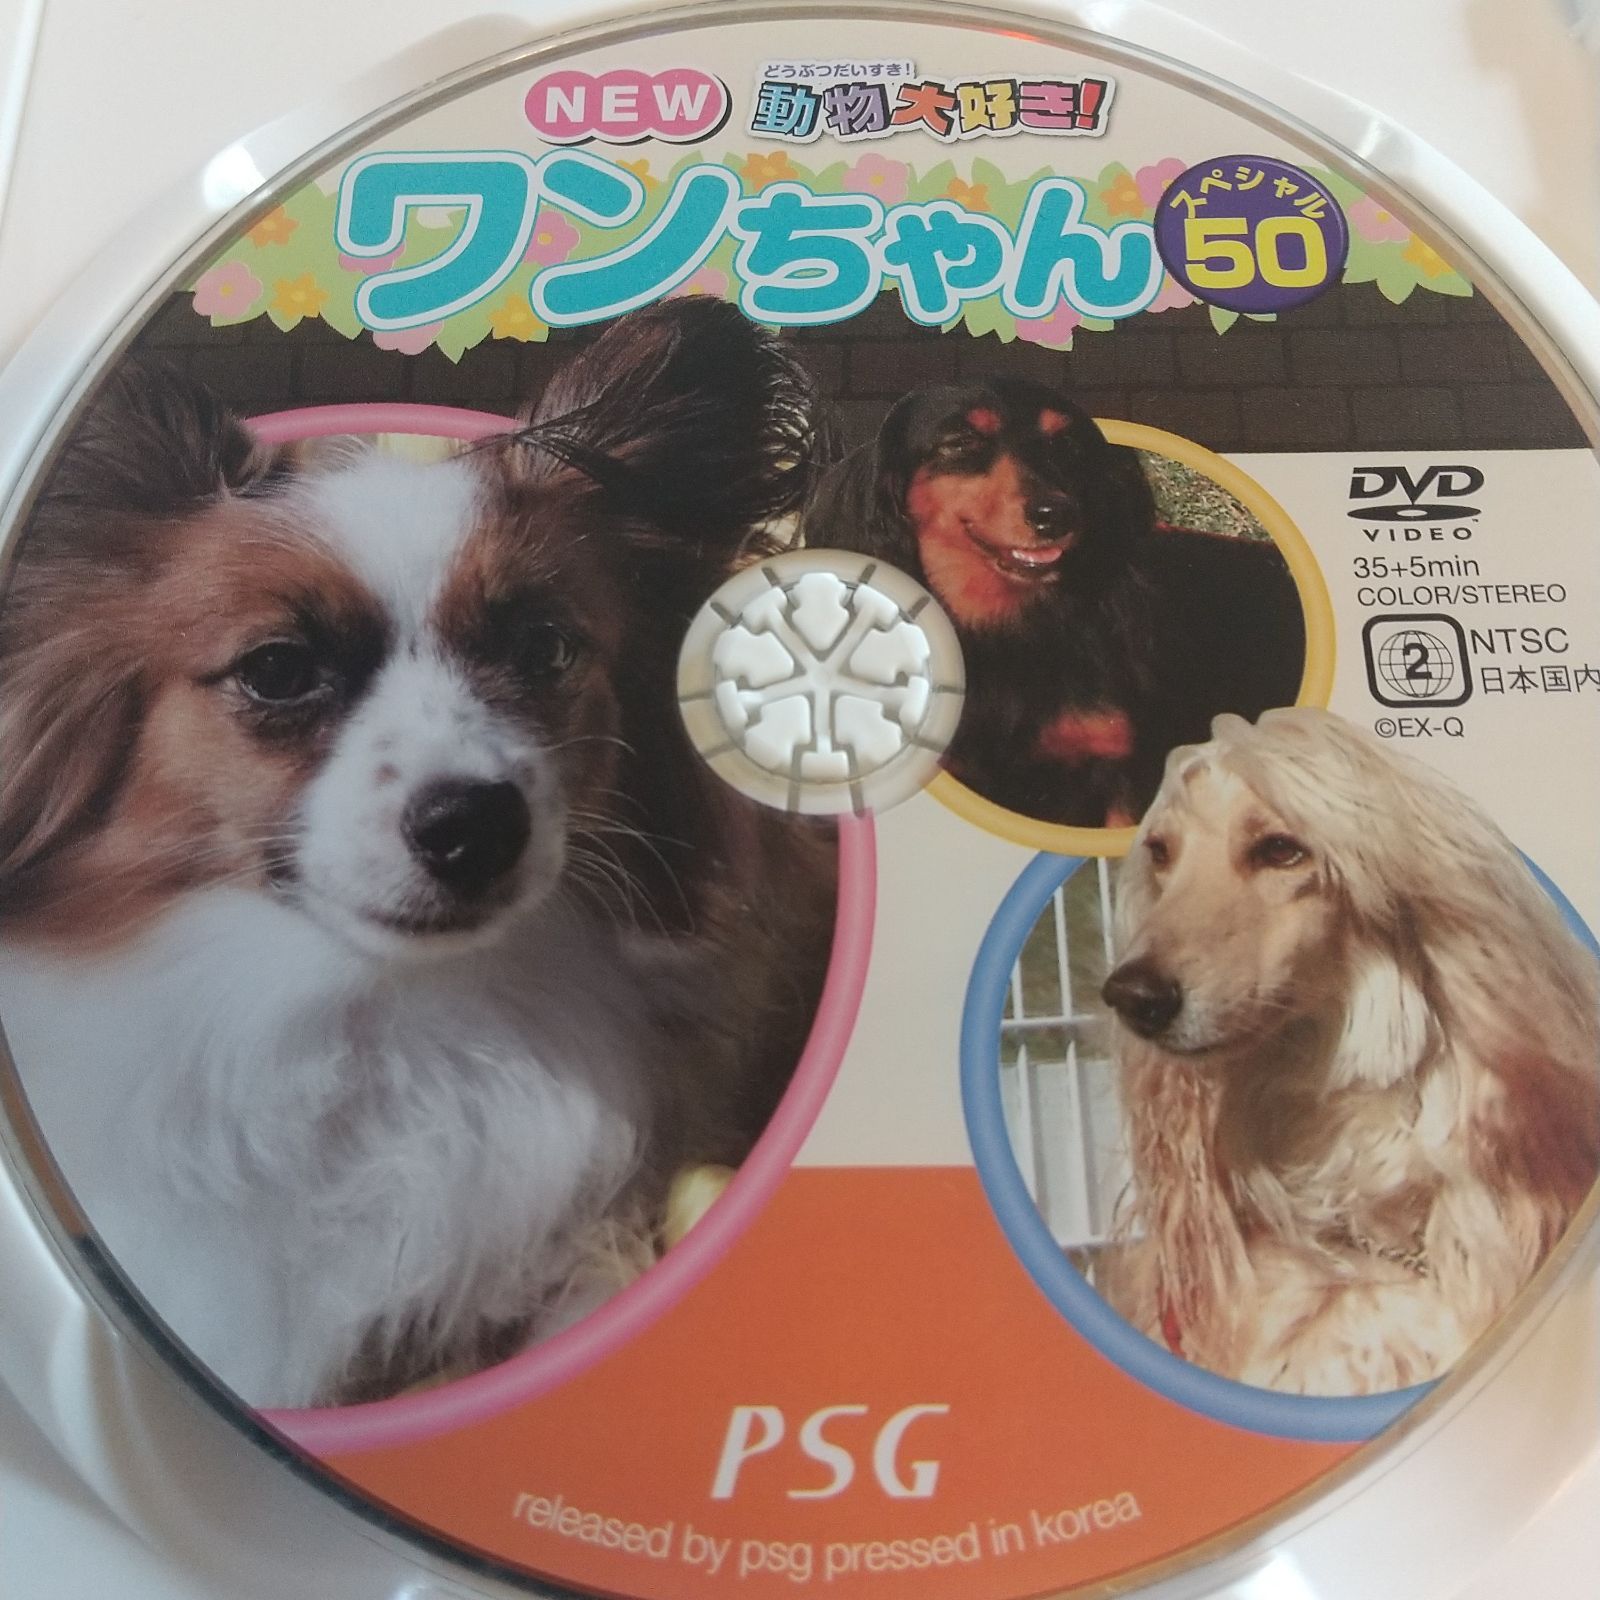 NEW
どうぶつだいすき!
動物大好き!
ワンちゃん
スペシャル
50
DVD
VIDEO
35+5min
COLOR/STEREO
2
NTSC
日本国内
©EX-Q
PSG
released by psg pressed in korea